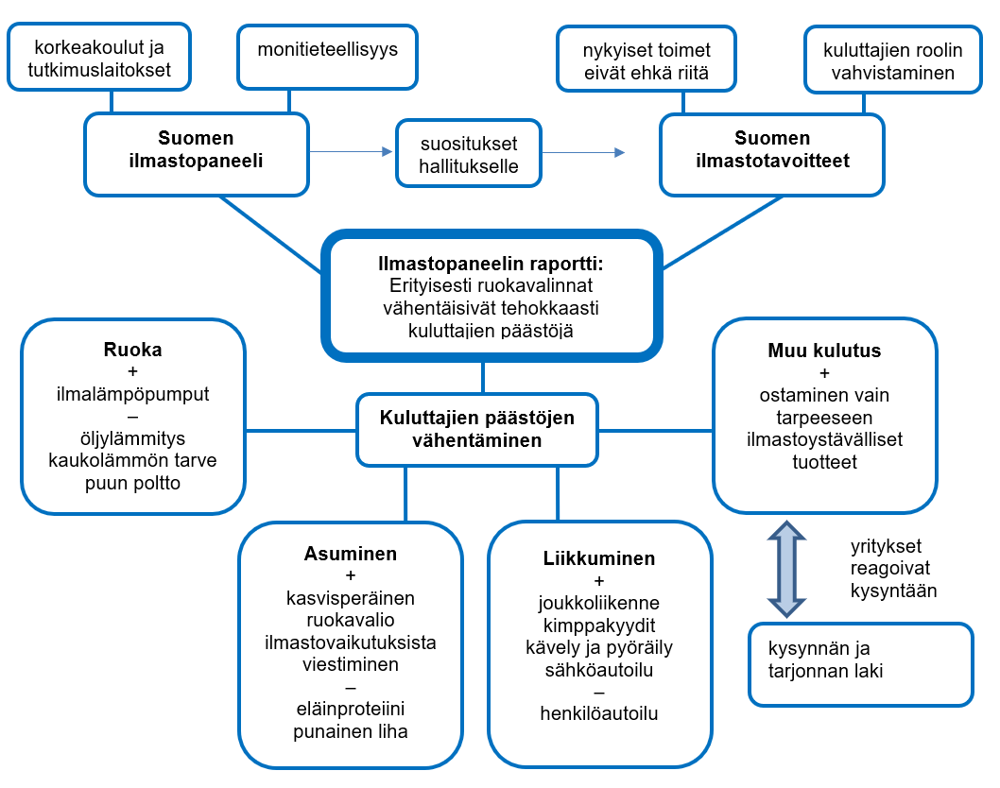 korkeakoulut ja
tutkimuslaitokset
monitieteellisyys
nykyiset toimet
eivät ehkä riitä
kuluttajien roolin
vahvistaminen
Suomen
ilmastopaneeli
suositukset
hallitukselle
Suomen
ilmastotavoitteet
Ilmastopaneelin raportti:
Erityisesti ruokavalinnat
vähentäisivät tehokkaasti
kuluttajien päästöjä
Ruoka
+
ilmalämpöpumput
–
öljylämmitys
kaukolämmön tarve
puun poltto
Kuluttajien päästöjen
vähentäminen
Muu kulutus
+
ostaminen vain
tarpeeseen
ilmastoystävälliset
tuotteet
Asuminen
+
kasvisperäinen
ruokavalio
ilmastovaikutuksista
viestiminen
–
eläinproteiini
punainen liha
Liikkuminen
+
joukkoliikenne
kimppakyydit
kävely ja pyöräily
sähköautoilu
–
henkilöautoilu
yritykset
reagoivat
kysyntään
kysynnän ja
tarjonnan laki